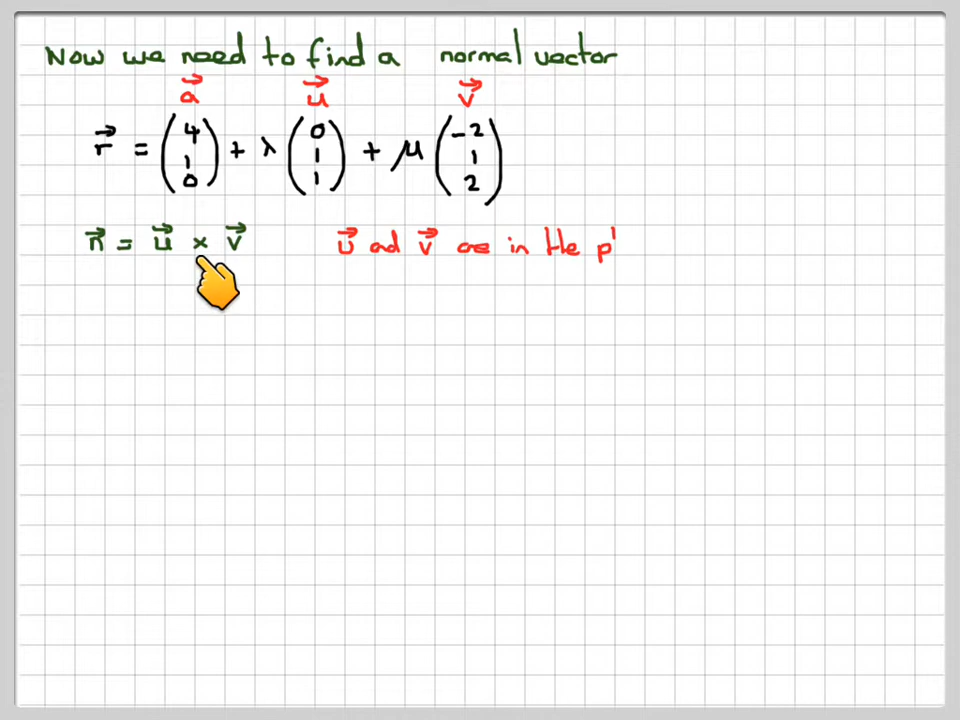 Now we need to find a normal vector
a⃗ u⃗ v⃗
r⃗ = (4 1 0) + λ (0 1 1) + μ (-2 1 2)
n⃗ = u⃗ × v⃗ u⃗ and v⃗ are in the p